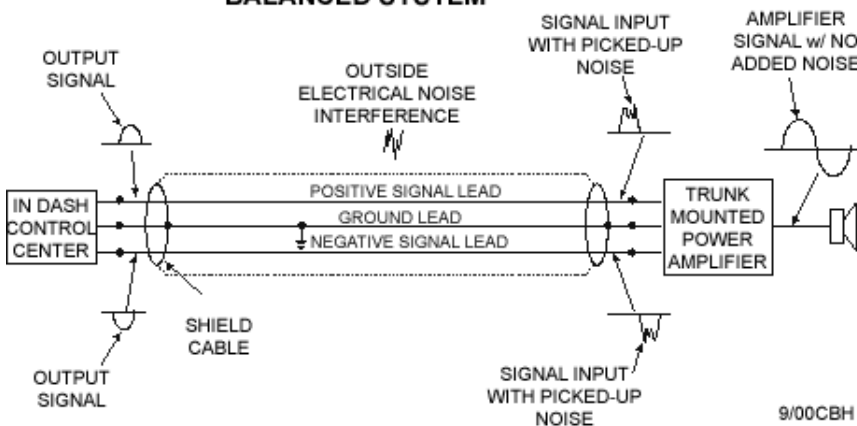 BALANCED SYSTEM
SIGNAL INPUT
WITH PICKED-UP
NOISE
AMPLIFIER
SIGNAL w/ NO
ADDED NOISE
OUTPUT
SIGNAL
OUTSIDE
ELECTRICAL NOISE
INTERFERENCE
IN DASH
CONTROL
CENTER
POSITIVE SIGNAL LEAD
GROUND LEAD
NEGATIVE SIGNAL LEAD
TRUNK
MOUNTED
POWER
AMPLIFIER
SHIELD
CABLE
OUTPUT
SIGNAL
SIGNAL INPUT
WITH PICKED-UP
NOISE
9/00CBH